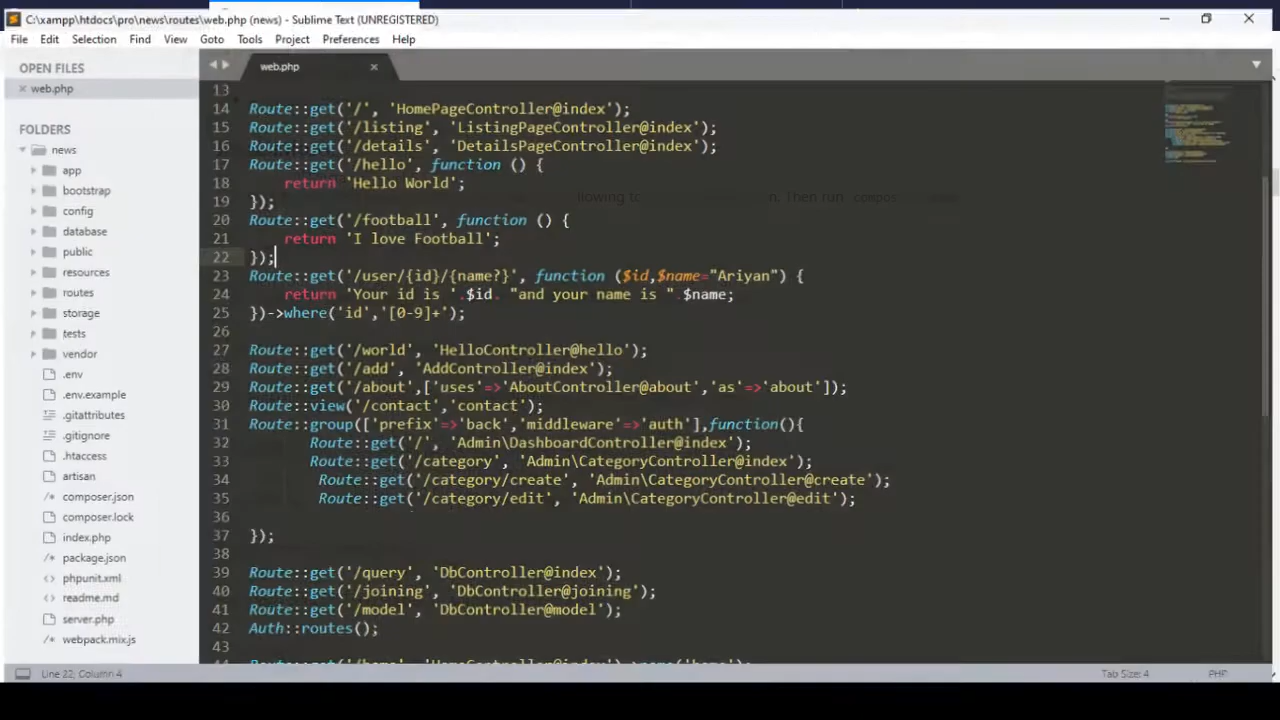 C:\xampp\htdocs\pro\news\routes\web.php (news) - Sublime Text (UNREGISTERED)
File Edit Selection Find View Goto Tools Project Preferences Help
OPEN FILES
web.php
FOLDERS
news
app
bootstrap
config
database
public
resources
routes
storage
tests
vendor
.env
.env.example
.gitattributes
.gitignore
.htaccess
artisan
composer.json
composer.lock
index.php
package.json
phpunit.xml
readme.md
server.php
webpack.mix.js
web.php
13
14 Route::get('/', 'HomePageController@index');
15 Route::get('/listing', 'ListingPageController@index');
16 Route::get('/details', 'DetailsPageController@index');
17 Route::get('/hello', function () {
18     return 'Hello World';
19 });
20 Route::get('/football', function () {
21     return 'I love Football';
22 });
23 Route::get('/user/{id}/{name?}', function ($id,$name="Ariyan") {
24     return 'Your id is '.$id. "and your name is ".$name;
25 })->where('id','[0-9]+');
26
27 Route::get('/world', 'HelloController@hello');
28 Route::get('/add', 'AddController@index');
29 Route::get('/about',['uses'=>'AboutController@about','as'=>'about']);
30 Route::view('/contact','contact');
31 Route::group(['prefix'=>'back','middleware'=>'auth'],function(){
32        Route::get('/', 'Admin\DashboardController@index');
33        Route::get('/category', 'Admin\CategoryController@index');
34         Route::get('/category/create', 'Admin\CategoryController@create');
35         Route::get('/category/edit', 'Admin\CategoryController@edit');
36
37 });
38
39 Route::get('/query', 'DbController@index');
40 Route::get('/joining', 'DbController@joining');
41 Route::get('/model', 'DbController@model');
42 Auth::routes();
43
44 Route::get('/home', 'HomeController@index')->name('home');
Line 22, Column 4
Tab Size: 4
PHP